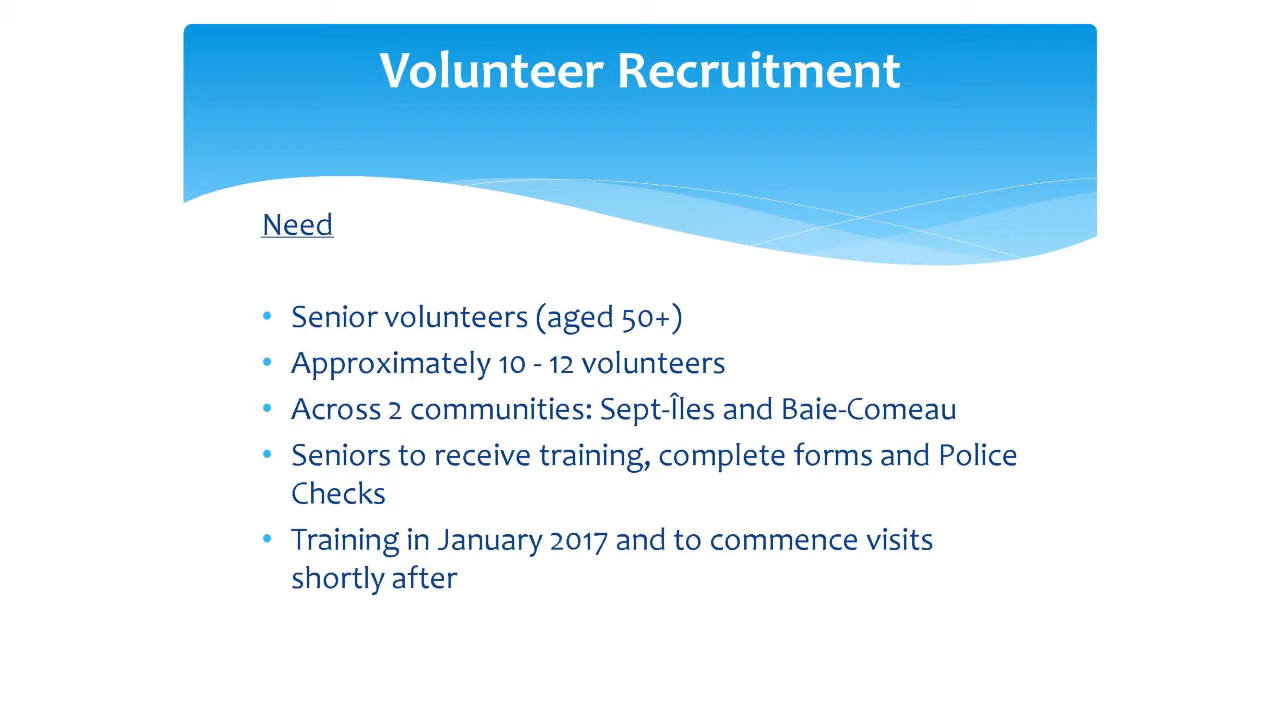 Volunteer Recruitment
Need
• Senior volunteers (aged 50+)
• Approximately 10 - 12 volunteers
• Across 2 communities: Sept-Îles and Baie-Comeau
• Seniors to receive training, complete forms and Police
Checks
• Training in January 2017 and to commence visits
shortly after